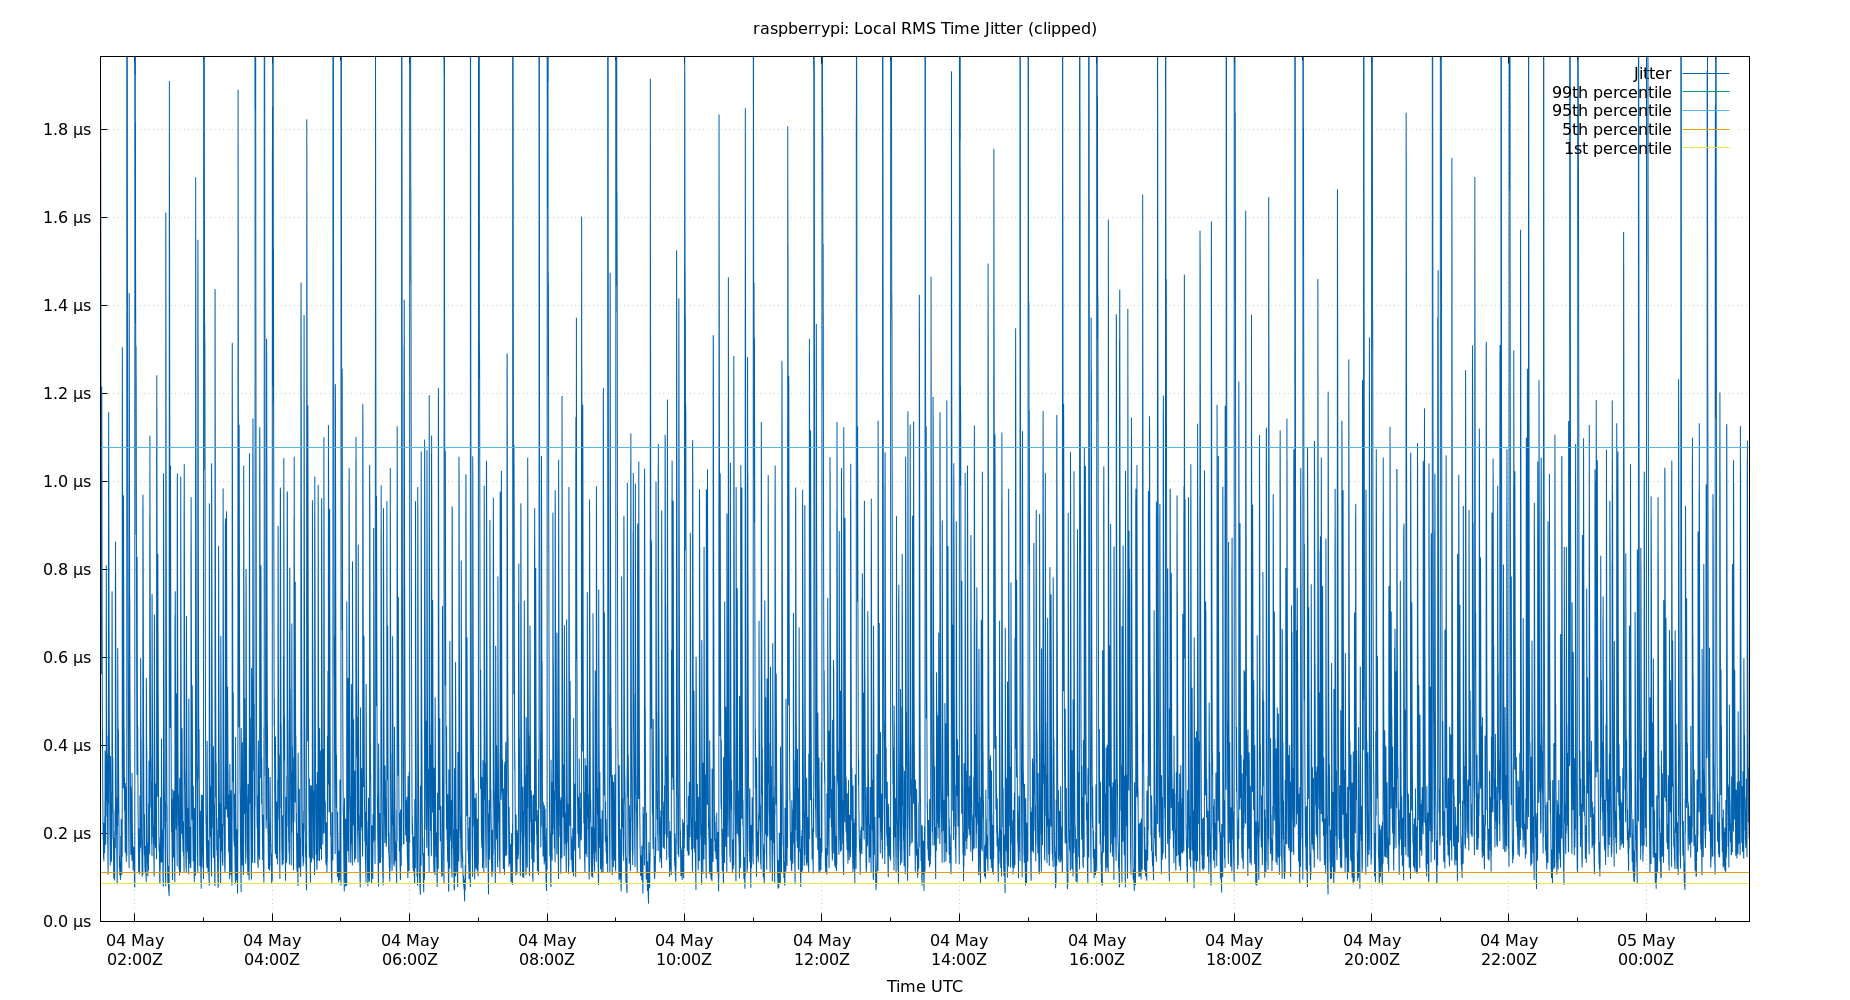 raspberrypi: Local RMS Time Jitter (clipped)
Jitter
99th percentile
95th percentile
5th percentile
1st percentile
1.8 μs
1.6 μs
1.4 μs
1.2 μs
1.0 μs
0.8 μs
0.6 μs
0.4 μs
0.2 μs
0.0 μs
04 May 04 May 04 May 04 May 04 May 04 May 04 May 04 May 04 May 04 May 04 May 05 May
02:00Z 04:00Z 06:00Z 08:00Z 10:00Z 12:00Z 14:00Z 16:00Z 18:00Z 20:00Z 22:00Z 00:00Z
Time UTC